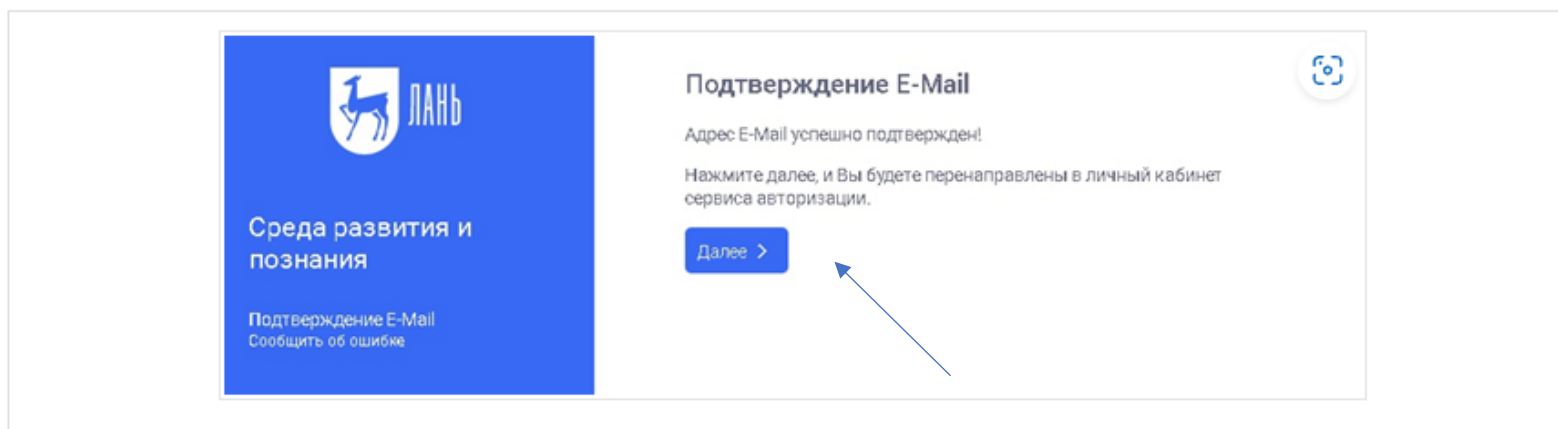 ЛАНЬ
Среда развития и
познания
Подтверждение E-Mail
Сообщить об ошибке
Подтверждение E-Mail
Адрес E-Mail успешно подтвержден!
Нажмите далее, и Вы будете перенаправлены в личный кабинет
сервиса авторизации.
Далее